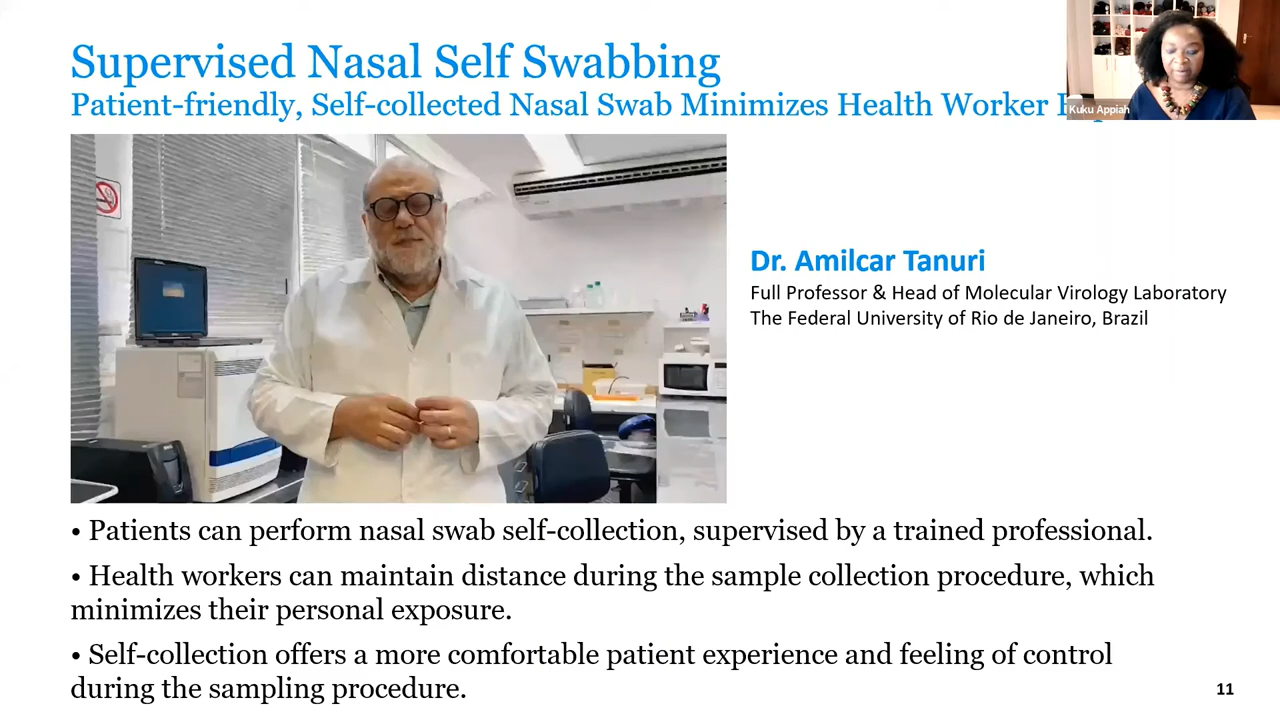 Supervised Nasal Self Swabbing
Patient-friendly, Self-collected Nasal Swab Minimizes Health Worker
Kuku Appiah
Dr. Amilcar Tanuri
Full Professor & Head of Molecular Virology Laboratory
The Federal University of Rio de Janeiro, Brazil
• Patients can perform nasal swab self-collection, supervised by a trained professional.
• Health workers can maintain distance during the sample collection procedure, which
minimizes their personal exposure.
• Self-collection offers a more comfortable patient experience and feeling of control
during the sampling procedure.
11